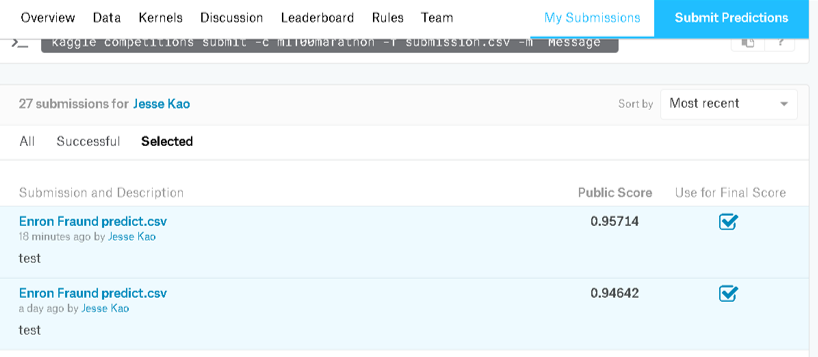 Overview Data Kernels Discussion Leaderboard Rules Team My Submissions Submit Predictions
kaggle competitions submit -c ml100marathon -f submission.csv -m "Message"
27 submissions for Jesse Kao Sort by Most recent
All Successful Selected
Submission and Description Public Score Use for Final Score
Enron Fraund predict.csv 0.95714
18 minutes ago by Jesse Kao
test
Enron Fraund predict.csv 0.94642
a day ago by Jesse Kao
test